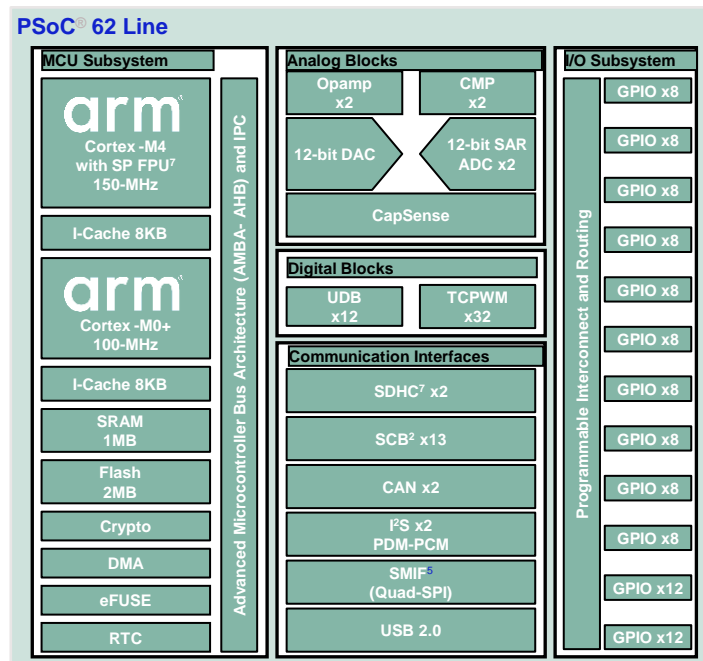 PSoC® 62 Line
MCU Subsystem
arm
Cortex -M4
with SP FPU⁷
150-MHz
I-Cache 8KB
arm
Cortex -M0+
100-MHz
I-Cache 8KB
SRAM
1MB
Flash
2MB
Crypto
DMA
eFUSE
RTC
Advanced Microcontroller Bus Architecture (AMBA- AHB) and IPC
Analog Blocks
Opamp
x2
CMP
x2
12-bit DAC
12-bit SAR
ADC x2
CapSense
Digital Blocks
UDB
x12
TCPWM
x32
Communication Interfaces
SDHC⁷ x2
SCB² x13
CAN x2
I²S x2
PDM-PCM
SMIF⁵
(Quad-SPI)
USB 2.0
I/O Subsystem
Programmable Interconnect and Routing
GPIO x8
GPIO x8
GPIO x8
GPIO x8
GPIO x8
GPIO x8
GPIO x8
GPIO x8
GPIO x8
GPIO x8
GPIO x12
GPIO x12